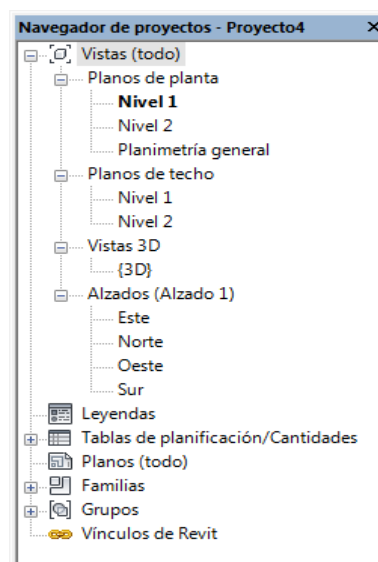 Navegador de proyectos - Proyecto4
Vistas (todo)
Planos de planta
Nivel 1
Nivel 2
Planimetría general
Planos de techo
Nivel 1
Nivel 2
Vistas 3D
{3D}
Alzados (Alzado 1)
Este
Norte
Oeste
Sur
Leyendas
Tablas de planificación/Cantidades
Planos (todo)
Familias
Grupos
Vínculos de Revit